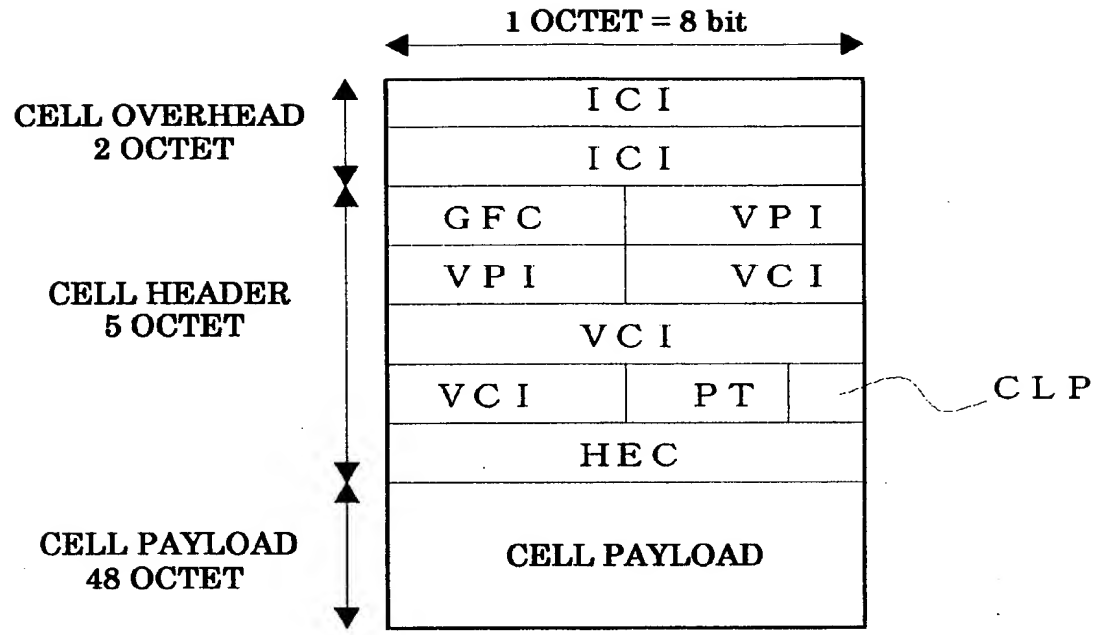 1 OCTET = 8 bit
CELL OVERHEAD
2 OCTET
ICI
ICI
GFC VPI
CELL HEADER
5 OCTET
VPI VCI
VCI
VCI PT CLP
HEC
CELL PAYLOAD
48 OCTET
CELL PAYLOAD